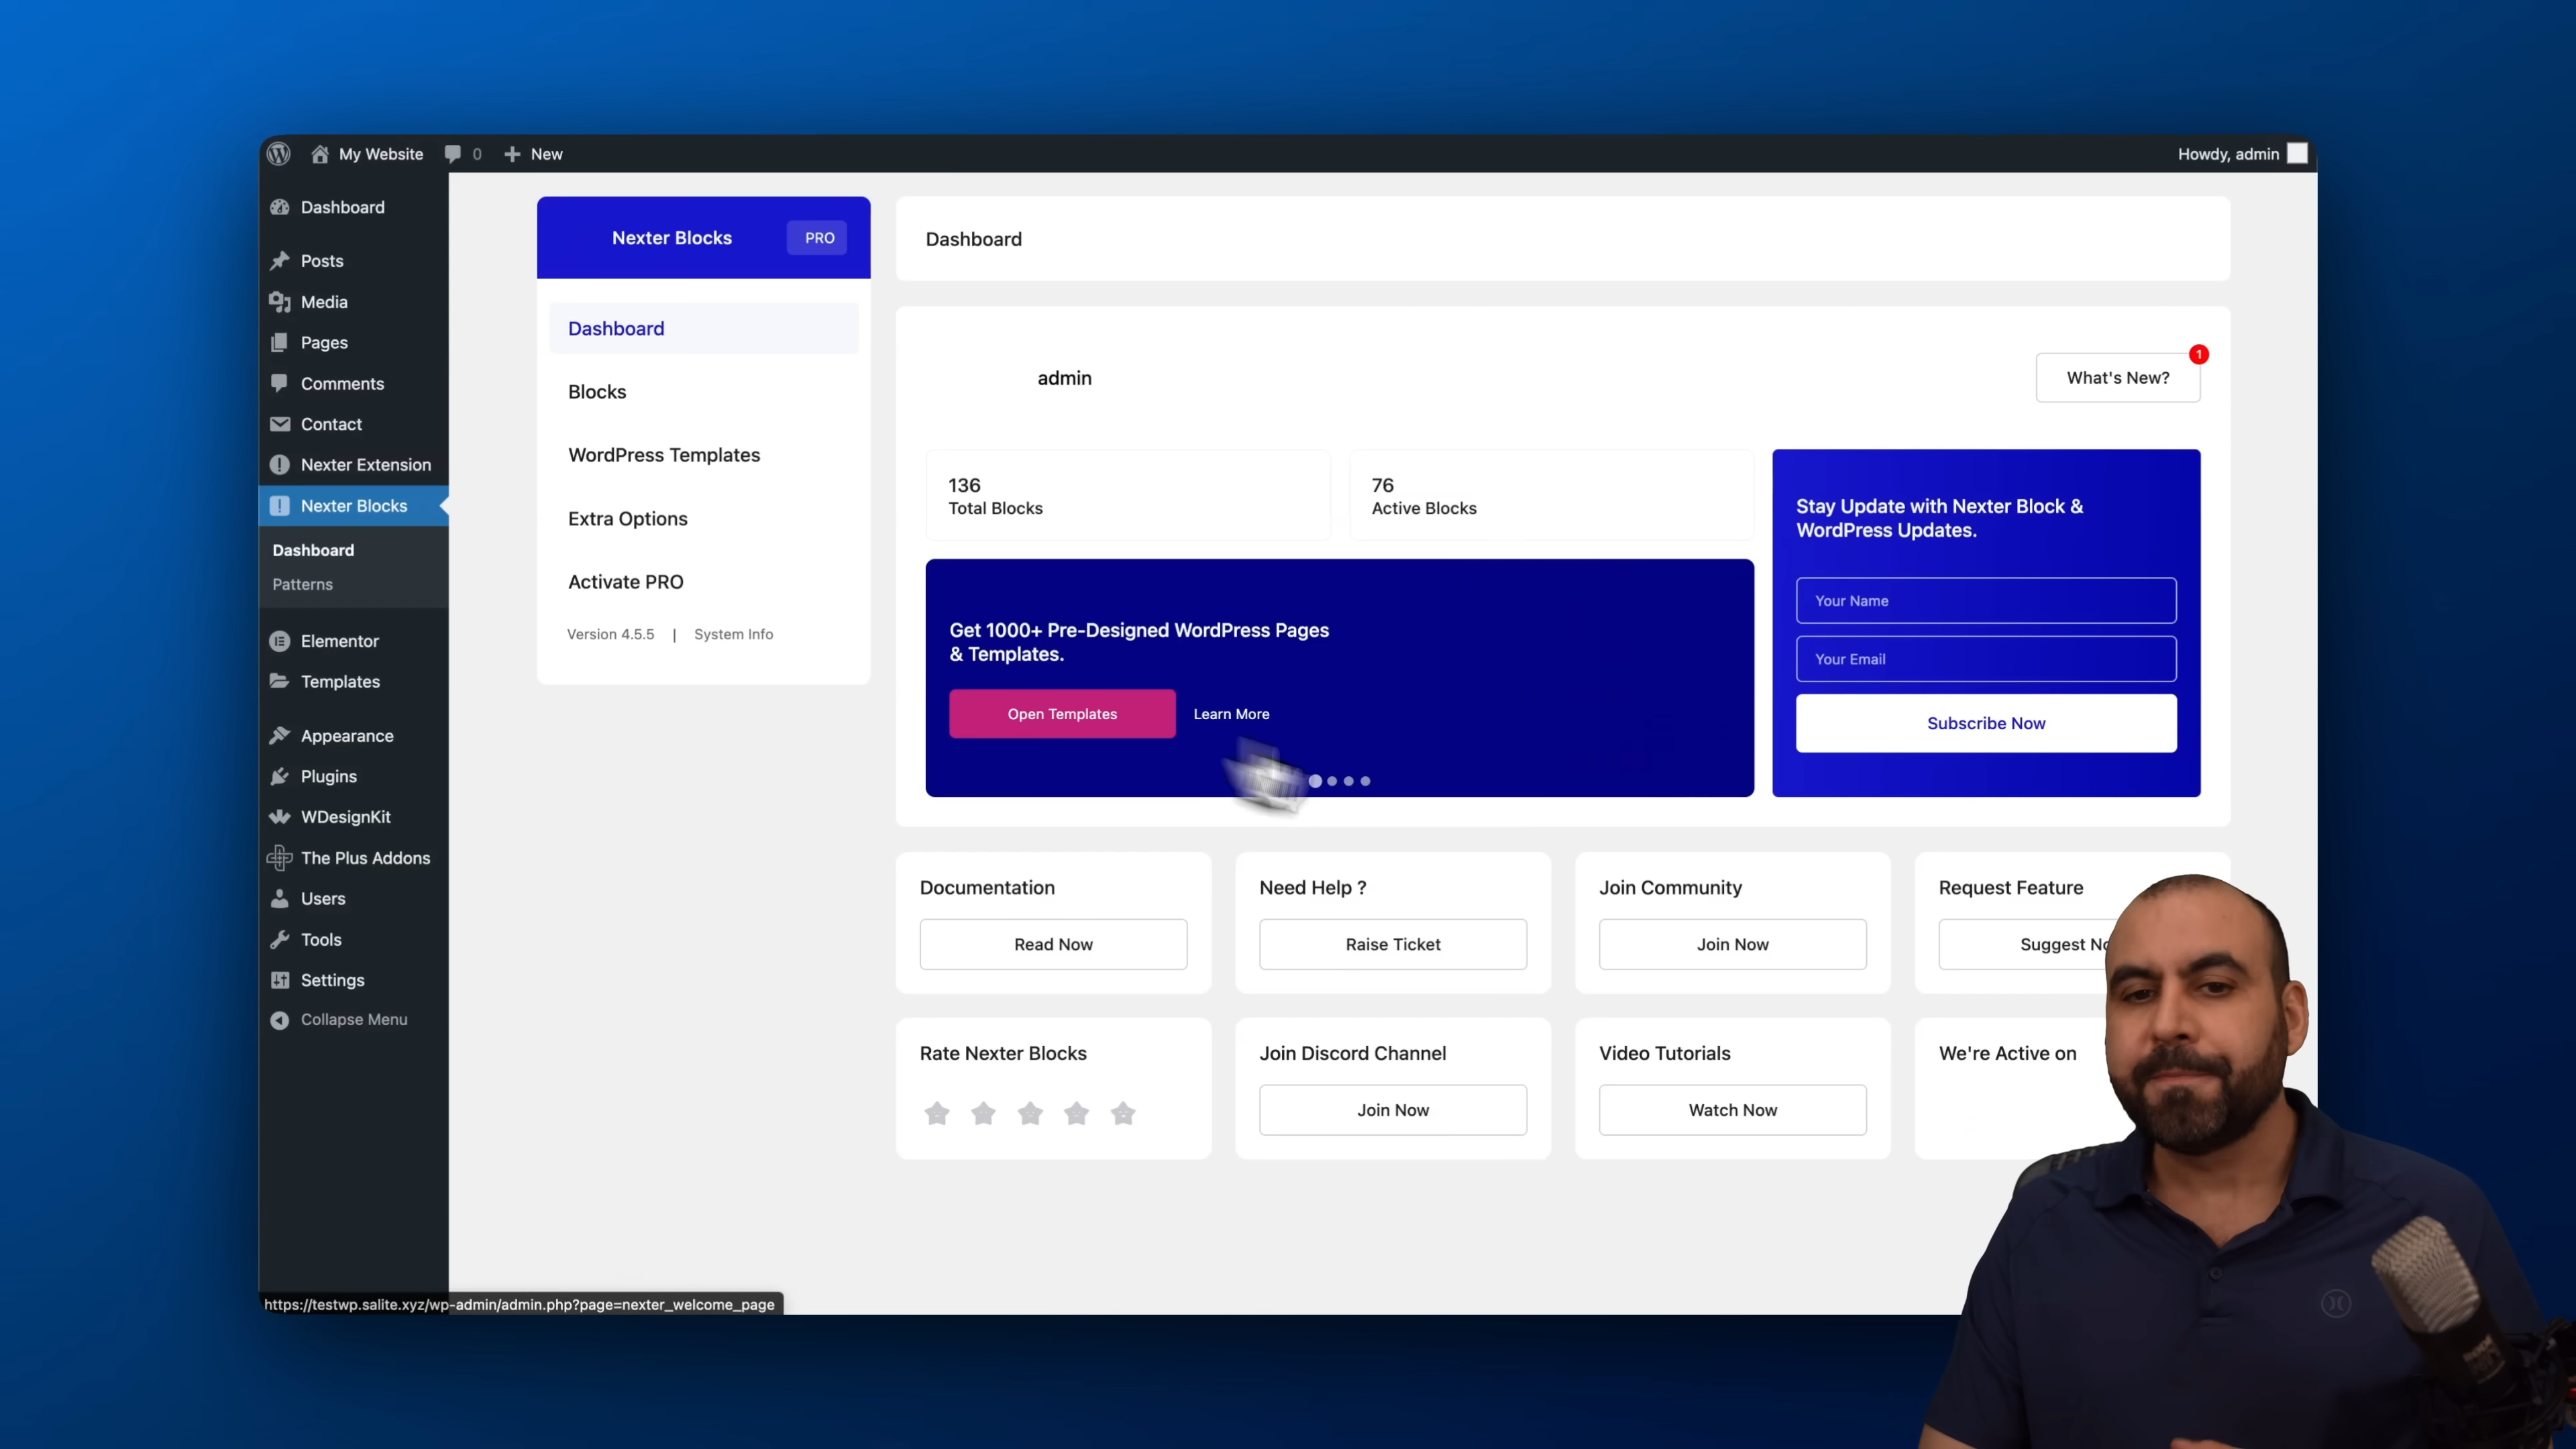 My Website
0
New
Howdy, admin
Dashboard
Posts
Media
Pages
Comments
Contact
Nexter Extension
Nexter Blocks
Dashboard
Patterns
Elementor
Templates
Appearance
Plugins
WDesignKit
The Plus Addons
Users
Tools
Settings
Collapse Menu
Nexter Blocks
PRO
Dashboard
Blocks
WordPress Templates
Extra Options
Activate PRO
Version 4.5.5 | System Info
Dashboard
admin
What's New?
1
136
Total Blocks
76
Active Blocks
Get 1000+ Pre-Designed WordPress Pages
& Templates.
Open Templates
Learn More
Stay Update with Nexter Block &
WordPress Updates.
Your Name
Your Email
Subscribe Now
Documentation
Read Now
Need Help ?
Raise Ticket
Join Community
Join Now
Request Feature
Suggest
Rate Nexter Blocks
Join Discord Channel
Join Now
Video Tutorials
Watch Now
We're Active on
https://testwp.salite.xyz/wp-admin/admin.php?page=nexter_welcome_page